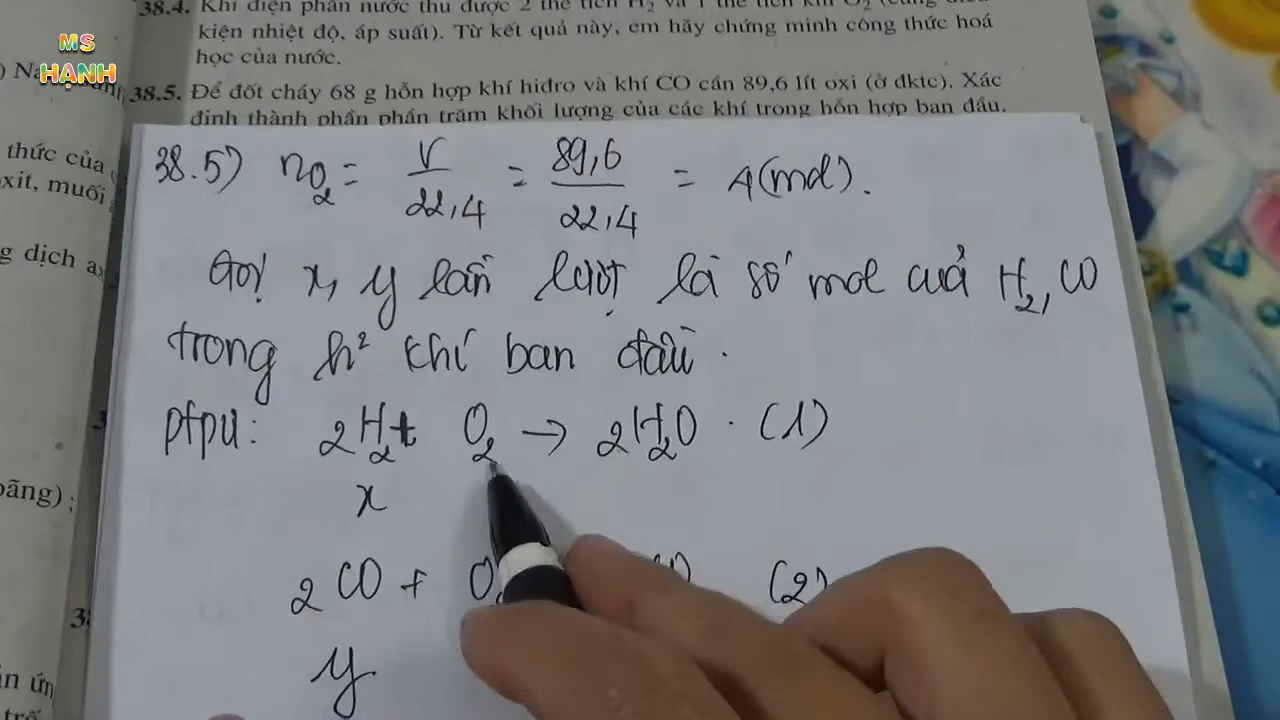 38.4. Khi điện phân nước thu được 2 thể tích H2 và 1 thể tích khí O2 (cùng điều
kiện nhiệt độ, áp suất). Từ kết quả này, em hãy chứng minh công thức hoá
học của nước.
MS
HẠNH
38.5. Để đốt cháy 68 g hỗn hợp khí hiđro và khí CO cần 89,6 lít oxi (ở đktc). Xác
định thành phần phần trăm khối lượng của các khí trong hỗn hợp ban đầu.
thức của
xit, muối
g dịch a
oãng) ;
38.5) nO2 = V/22,4 = 89,6/22,4 = 4(mol).
Gọi x, y lần lượt là số mol của H2, CO
trong h² khí ban đầu.
ptpu: 2H2 + O2 → 2H2O. (1)
x
2CO + O (2)
y
3